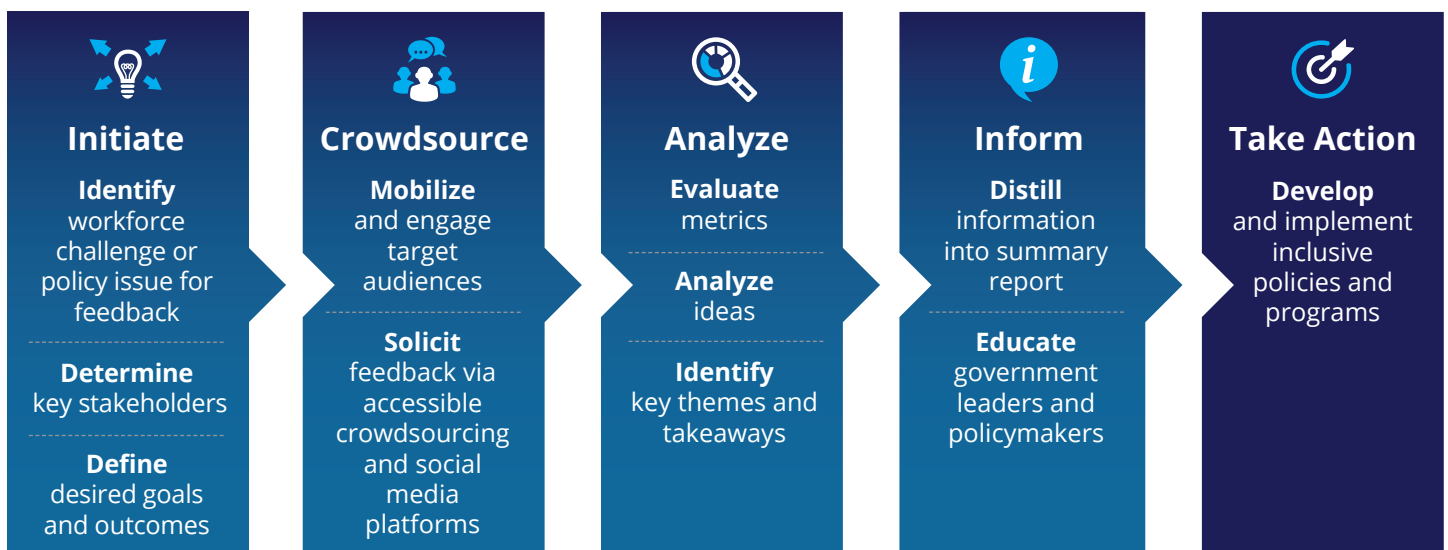 Initiate
Identify
workforce
challenge or
policy issue for
feedback
Determine
key stakeholders
Define
desired goals
and outcomes
Crowdsource
Mobilize
and engage
target
audiences
Solicit
feedback via
accessible
crowdsourcing
and social
media
platforms
Analyze
Evaluate
metrics
Analyze
ideas
Identify
key themes and
takeaways
i
Inform
Distill
information
into summary
report
Educate
government
leaders and
policymakers
Take Action
Develop
and implement
inclusive
policies and
programs